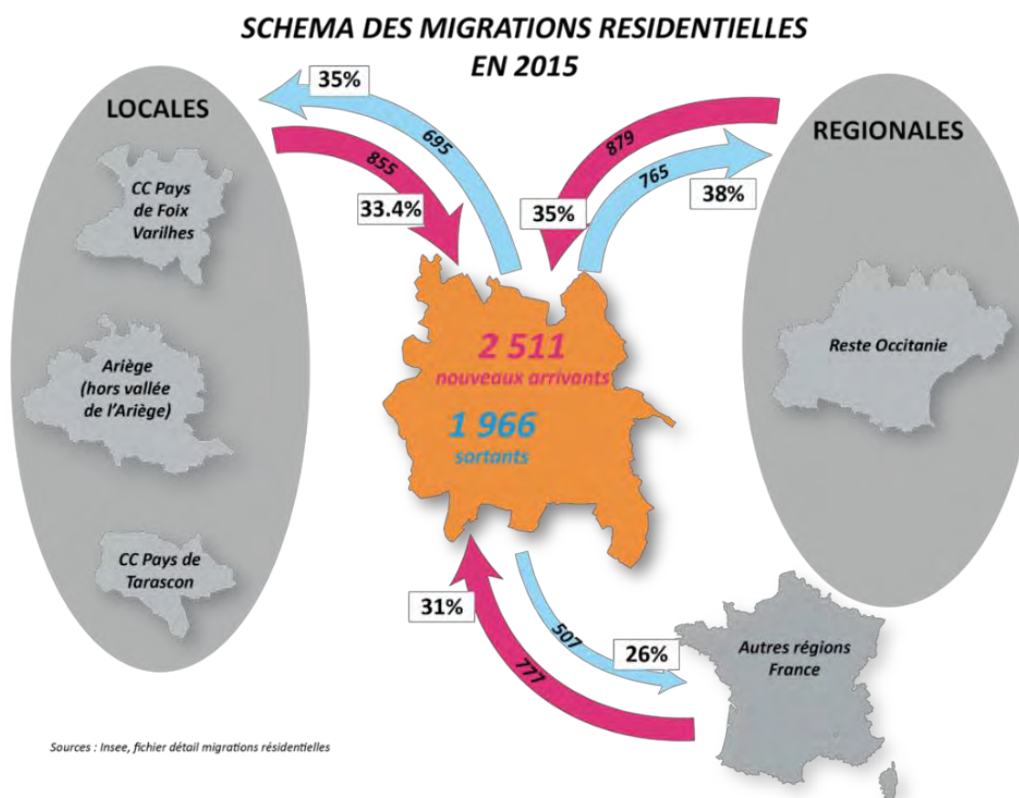 SCHEMA DES MIGRATIONS RESIDENTIELLES
EN 2015
LOCALES
CC Pays
de Foix
Varilhes
Ariège
(hors vallée
de l'Ariège)
CC Pays de
Tarascon
35%
695
855
33.4%
879
765
35%
38%
REGIONALES
Reste Occitanie
2 511
nouveaux arrivants
1 966
sortants
31%
777
507
26%
Autres régions
France
Sources : Insee, fichier détail migrations résidentielles